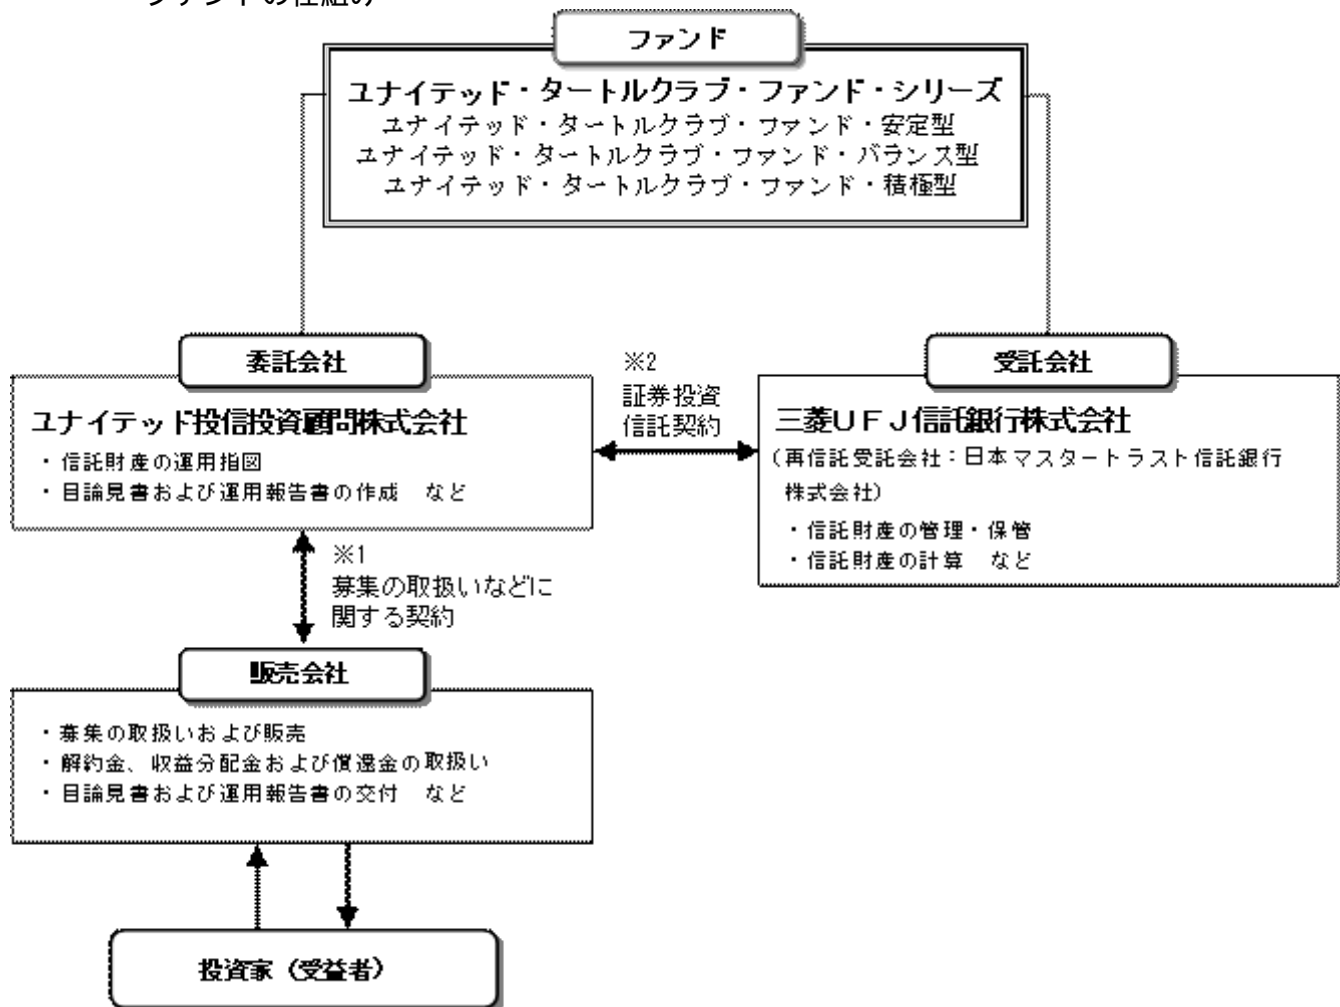 ファンドの仕組み
ファンド
ユナイテッド・タートルクラブ・ファンド・シリーズ
ユナイテッド・タートルクラブ・ファンド・安定型
ユナイテッド・タートルクラブ・ファンド・バランス型
ユナイテッド・タートルクラブ・ファンド・積極型
委託会社
ユナイテッド投信投資顧問株式会社
・信託財産の運用指図
・目論見書および運用報告書の作成　など
※2
証券投資
信託契約
受託会社
三菱UFJ信託銀行株式会社
(再信託受託会社：日本マスタートラスト信託銀行
株式会社)
・信託財産の管理・保管
・信託財産の計算　など
※1
募集の取扱いなどに
関する契約
販売会社
・募集の取扱いおよび販売
・解約金、収益分配金および償還金の取扱い
・目論見書および運用報告書の交付　など
投資家（受益者）